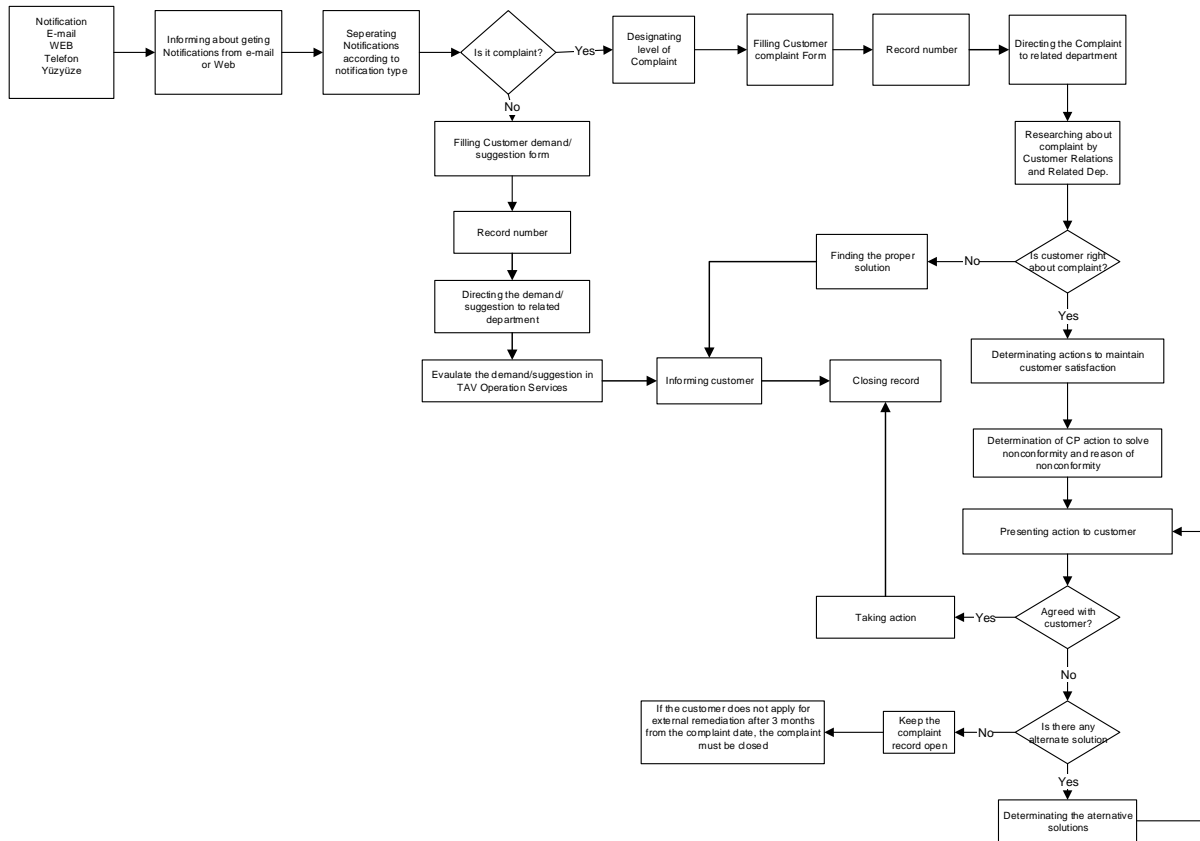 Notification
E-mail
WEB
Telefon
Yüzyüze
Informing about geting
Notifications from e-mail
or Web
Seperating
Notifications
according to
notification type
Is it complaint?
Yes
Designating
level of
Complaint
Filling Customer
complaint Form
Record number
Directing the Complaint
to related department
No
Filling Customer demand/
suggestion form
Researching about
complaint by
Customer Relations
and Related Dep.
Record number
Finding the proper
solution
No
Is customer right
about complaint?
Directing the demand/
suggestion to related
department
Yes
Evaulate the demand/suggestion in
TAV Operation Services
Informing customer
Closing record
Determinating actions to maintain
customer satisfaction
Determination of CP action to solve
nonconformity and reason of
nonconformity
Presenting action to customer
Taking action
Yes
Agreed with
customer?
No
If the customer does not apply for
external remediation after 3 months
from the complaint date, the complaint
must be closed
Keep the
complaint
record open
No
Is there any
alternate solution
Yes
Determinating the aternative
solutions